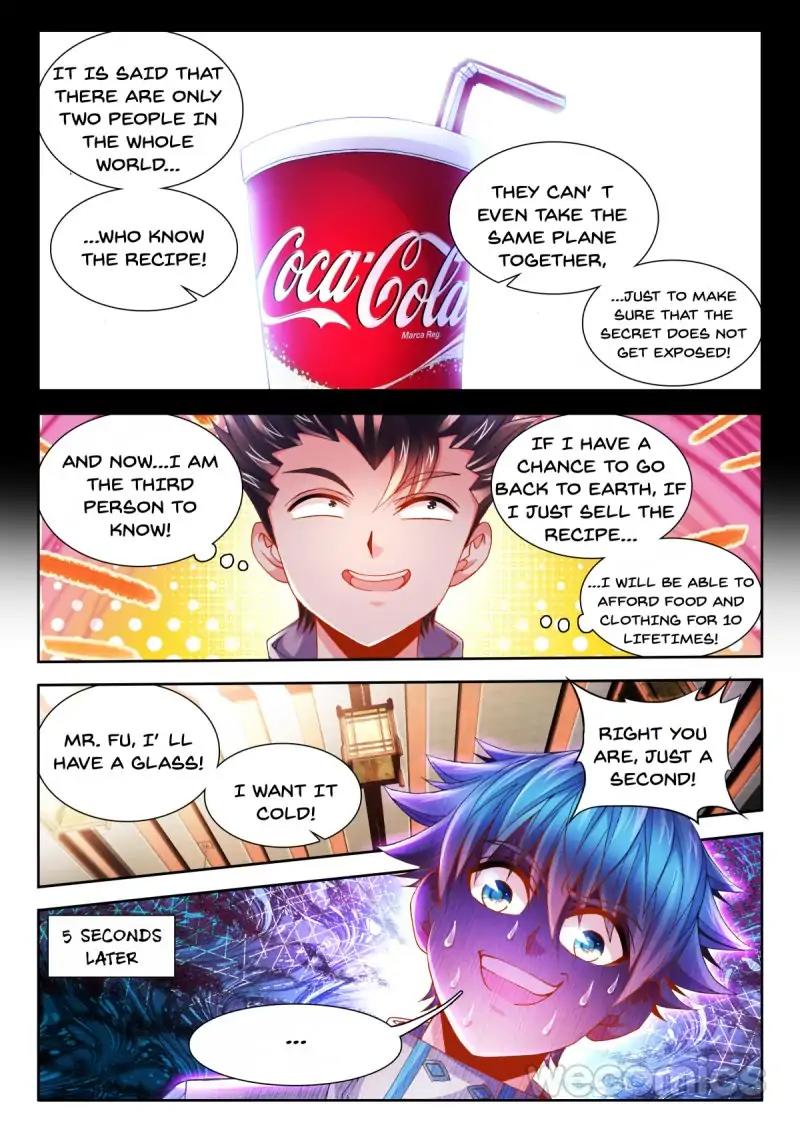 IT IS SAID THAT
THERE ARE ONLY
TWO PEOPLE IN
THE WHOLE
WORLD...
...WHO KNOW
THE RECIPE!
Coca-Cola
Marca Reg.
THEY CAN' T
EVEN TAKE THE
SAME PLANE
TOGETHER,
...JUST TO MAKE
SURE THAT THE
SECRET DOES NOT
GET EXPOSED!
AND NOW...I AM
THE THIRD
PERSON TO
KNOW!
IF I HAVE A
CHANCE TO GO
BACK TO EARTH, IF
I JUST SELL THE
RECIPE...
...I WILL BE ABLE TO
AFFORD FOOD AND
CLOTHING FOR 10
LIFETIMES!
MR. FU, I' LL
HAVE A GLASS!
I WANT IT
COLD!
RIGHT YOU
ARE, JUST A
SECOND!
5 SECONDS
LATER
...
wecomics